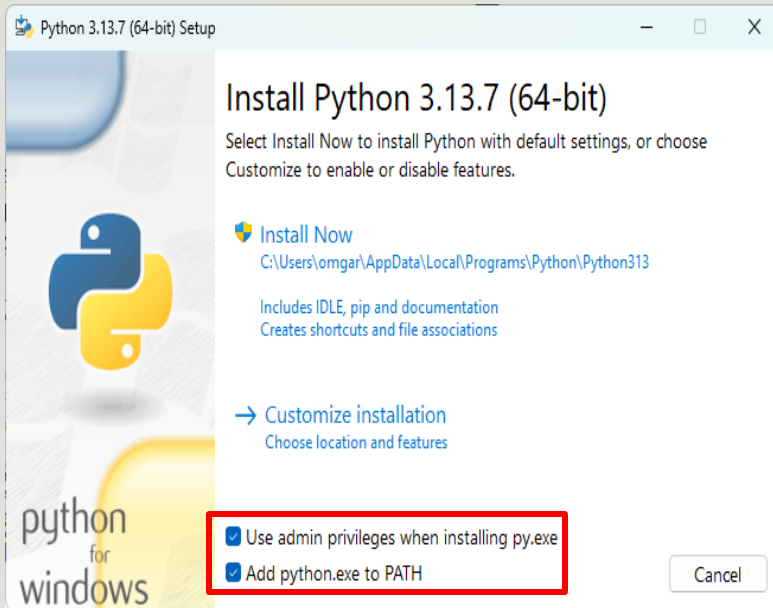 Python 3.13.7 (64-bit) Setup
Install Python 3.13.7 (64-bit)
Select Install Now to install Python with default settings, or choose
Customize to enable or disable features.
Install Now
C:\Users\omgar\AppData\Local\Programs\Python\Python313
Includes IDLE, pip and documentation
Creates shortcuts and file associations
Customize installation
Choose location and features
python
for
windows
Use admin privileges when installing py.exe
Add python.exe to PATH
Cancel